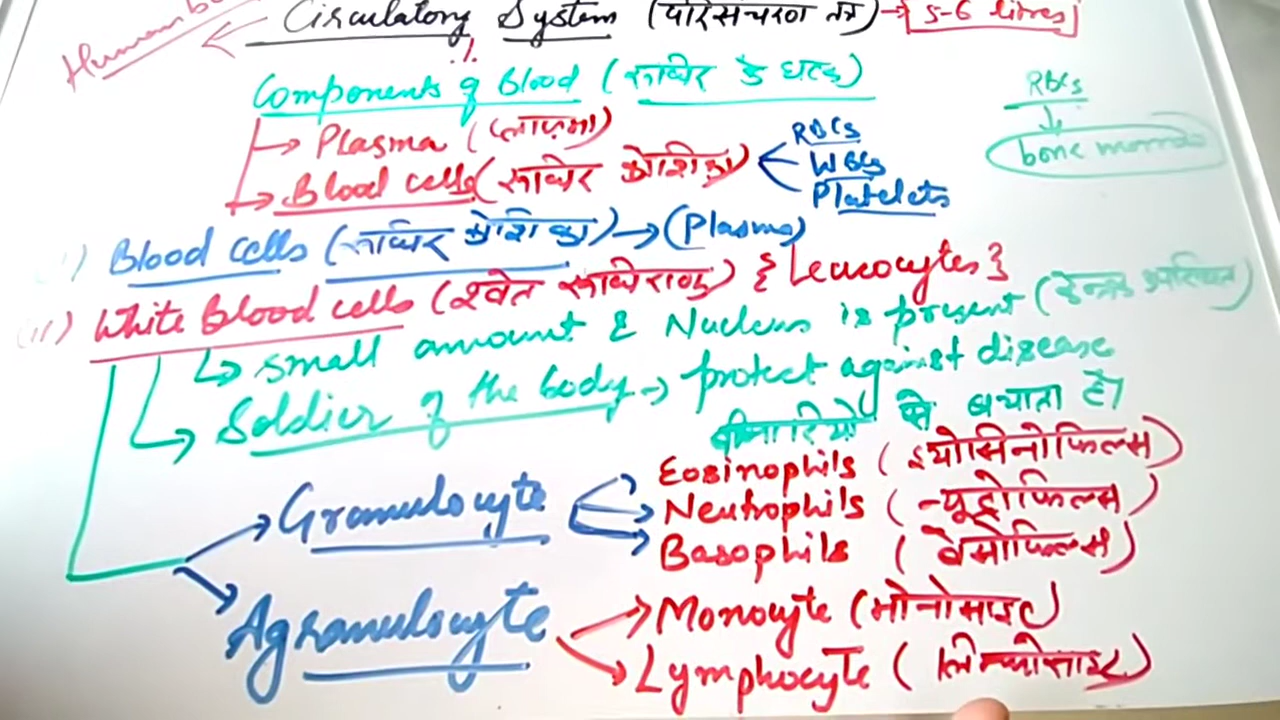 Circulatory System (परिसंचरण तंत्र) → 5-6 litres
Components of Blood (रूधिर के घटक)
→ Plasma (प्लाज़मा)
→ Blood cells (रूधिर कोशिका)
RBCs
WBCs
Platelets
RBCs
↓
bone
) Blood cells (रूधिर कोशिका) → (Plasma)
(ii) White Blood cells (श्वेत रूधिराणु) { Leucocytes }
↳ small amount & Nucleus is present (केन्द्रक उपस्थित)
→ Soldier of the body → protect against disease
बीमारियों से बचाता है।
→ Granulocyte
Eosinophils (इयोसिनोफिल्स)
→ Neutrophils (न्यूट्रोफिल्स)
→ Basophils (वेसोफिल्स)
→ Agranulocyte
→ Monocyte (मोनोसाइट)
→ Lymphocyte (लिम्फोसाइट)